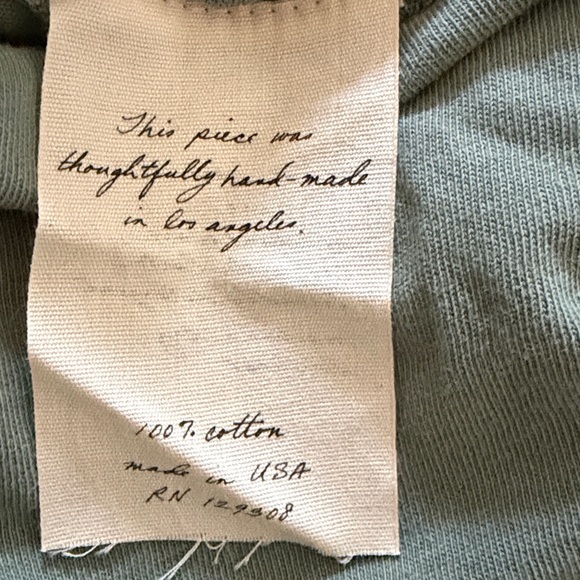 This piece was
thoughtfully hand-made
in los angeles.
100% cotton
made in USA
RN 129308